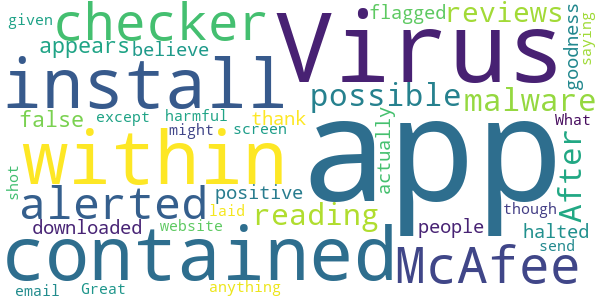 given checker Virus flagged reviews goodness saying
appears believe
install possible malware
false except harmful thank actually After What
might screen
within app
shot alerted positive reading people though
downloaded website laid halted
contained McAfee send
email Great anything